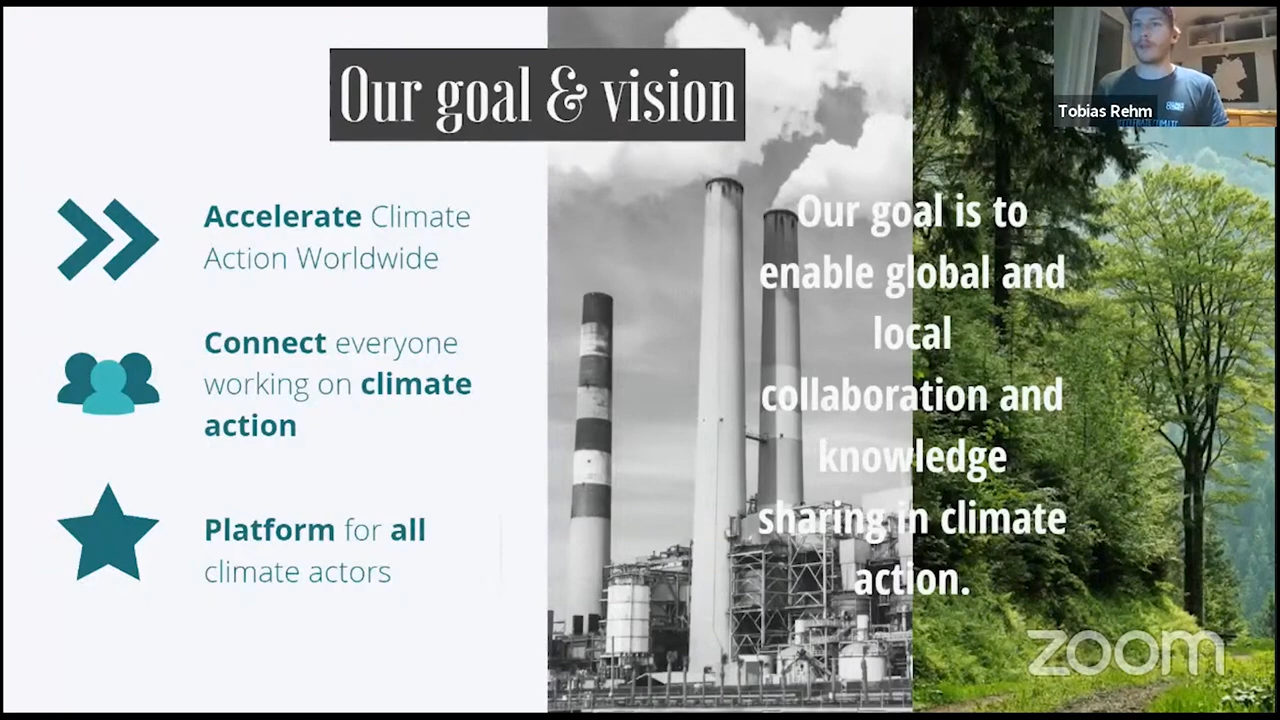 Our goal & vision
Tobias Rehm
Accelerate Climate
Action Worldwide
Connect everyone
working on climate
action
Platform for all
climate actors
Our goal is to
enable global and
local
collaboration and
knowledge
sharing in climate
action.
zoom